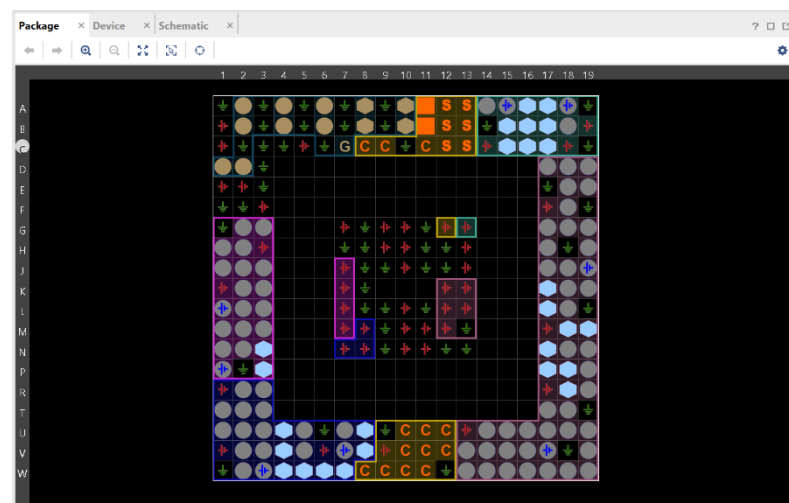 Package × Device × Schematic × ?
1 2 3 4 5 6 7 8 9 10 11 12 13 14 15 16 17 18 19
A S S
B S S
C G C C C S S
D
E
F
G
H
J
K
L
M
N
P
R
T
U C C C
V C C C
W C C C C